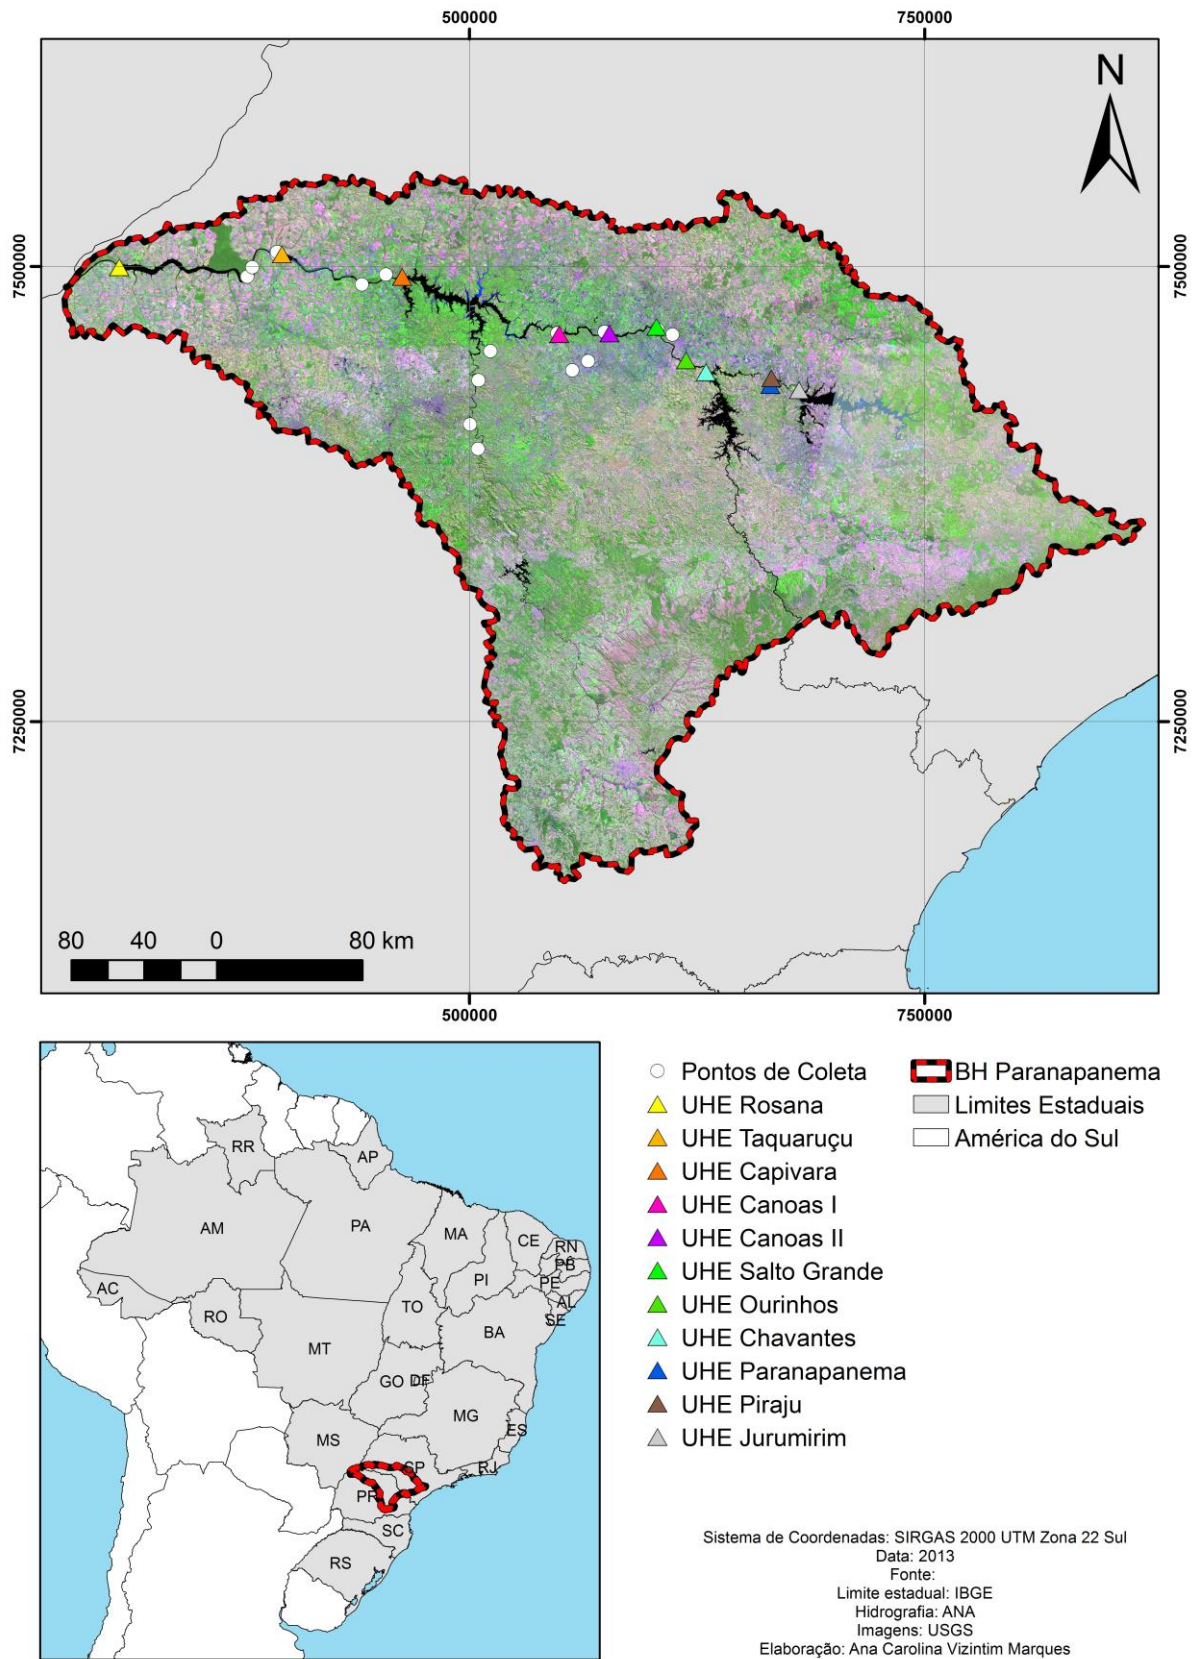 500000 750000
N
7500000 7500000
7250000 7250000
80 40 0 80 km
500000 750000
RR
AP
AM
PA
MA
CE
RN
PB
PE
AL
SE
PI
AC
RO
TO
BA
MT
GO
DF
MG
ES
MS
SP
RJ
PR
SC
RS
Pontos de Coleta
UHE Rosana
UHE Taquaruçu
UHE Capivara
UHE Canoas I
UHE Canoas II
UHE Salto Grande
UHE Ourinhos
UHE Chavantes
UHE Paranapanema
UHE Piraju
UHE Jurumirim
BH Paranapanema
Limites Estaduais
América do Sul
Sistema de Coordenadas: SIRGAS 2000 UTM Zona 22 Sul
Data: 2013
Fonte:
Limite estadual: IBGE
Hidrografia: ANA
Imagens: USGS
Elaboração: Ana Carolina Vizintim Marques